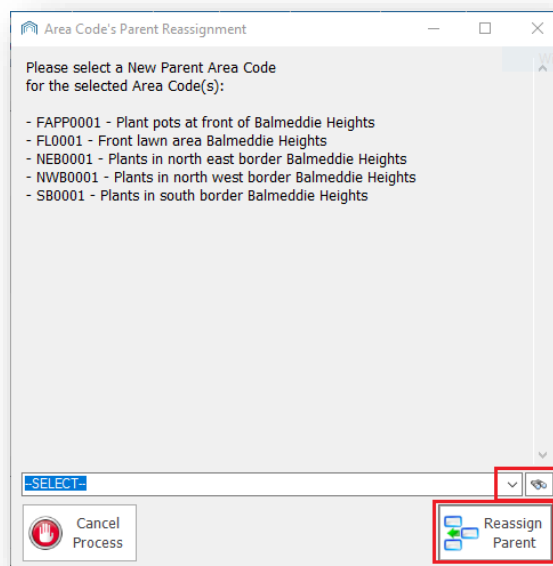 Area Code's Parent Reassignment
Please select a New Parent Area Code
for the selected Area Code(s):
- FAPP0001 - Plant pots at front of Balmeddie Heights
- FL0001 - Front lawn area Balmeddie Heights
- NEB0001 - Plants in north east border Balmeddie Heights
- NWB0001 - Plants in north west border Balmeddie Heights
- SB0001 - Plants in south border Balmeddie Heights
--SELECT--
Cancel
Process
Reassign
Parent